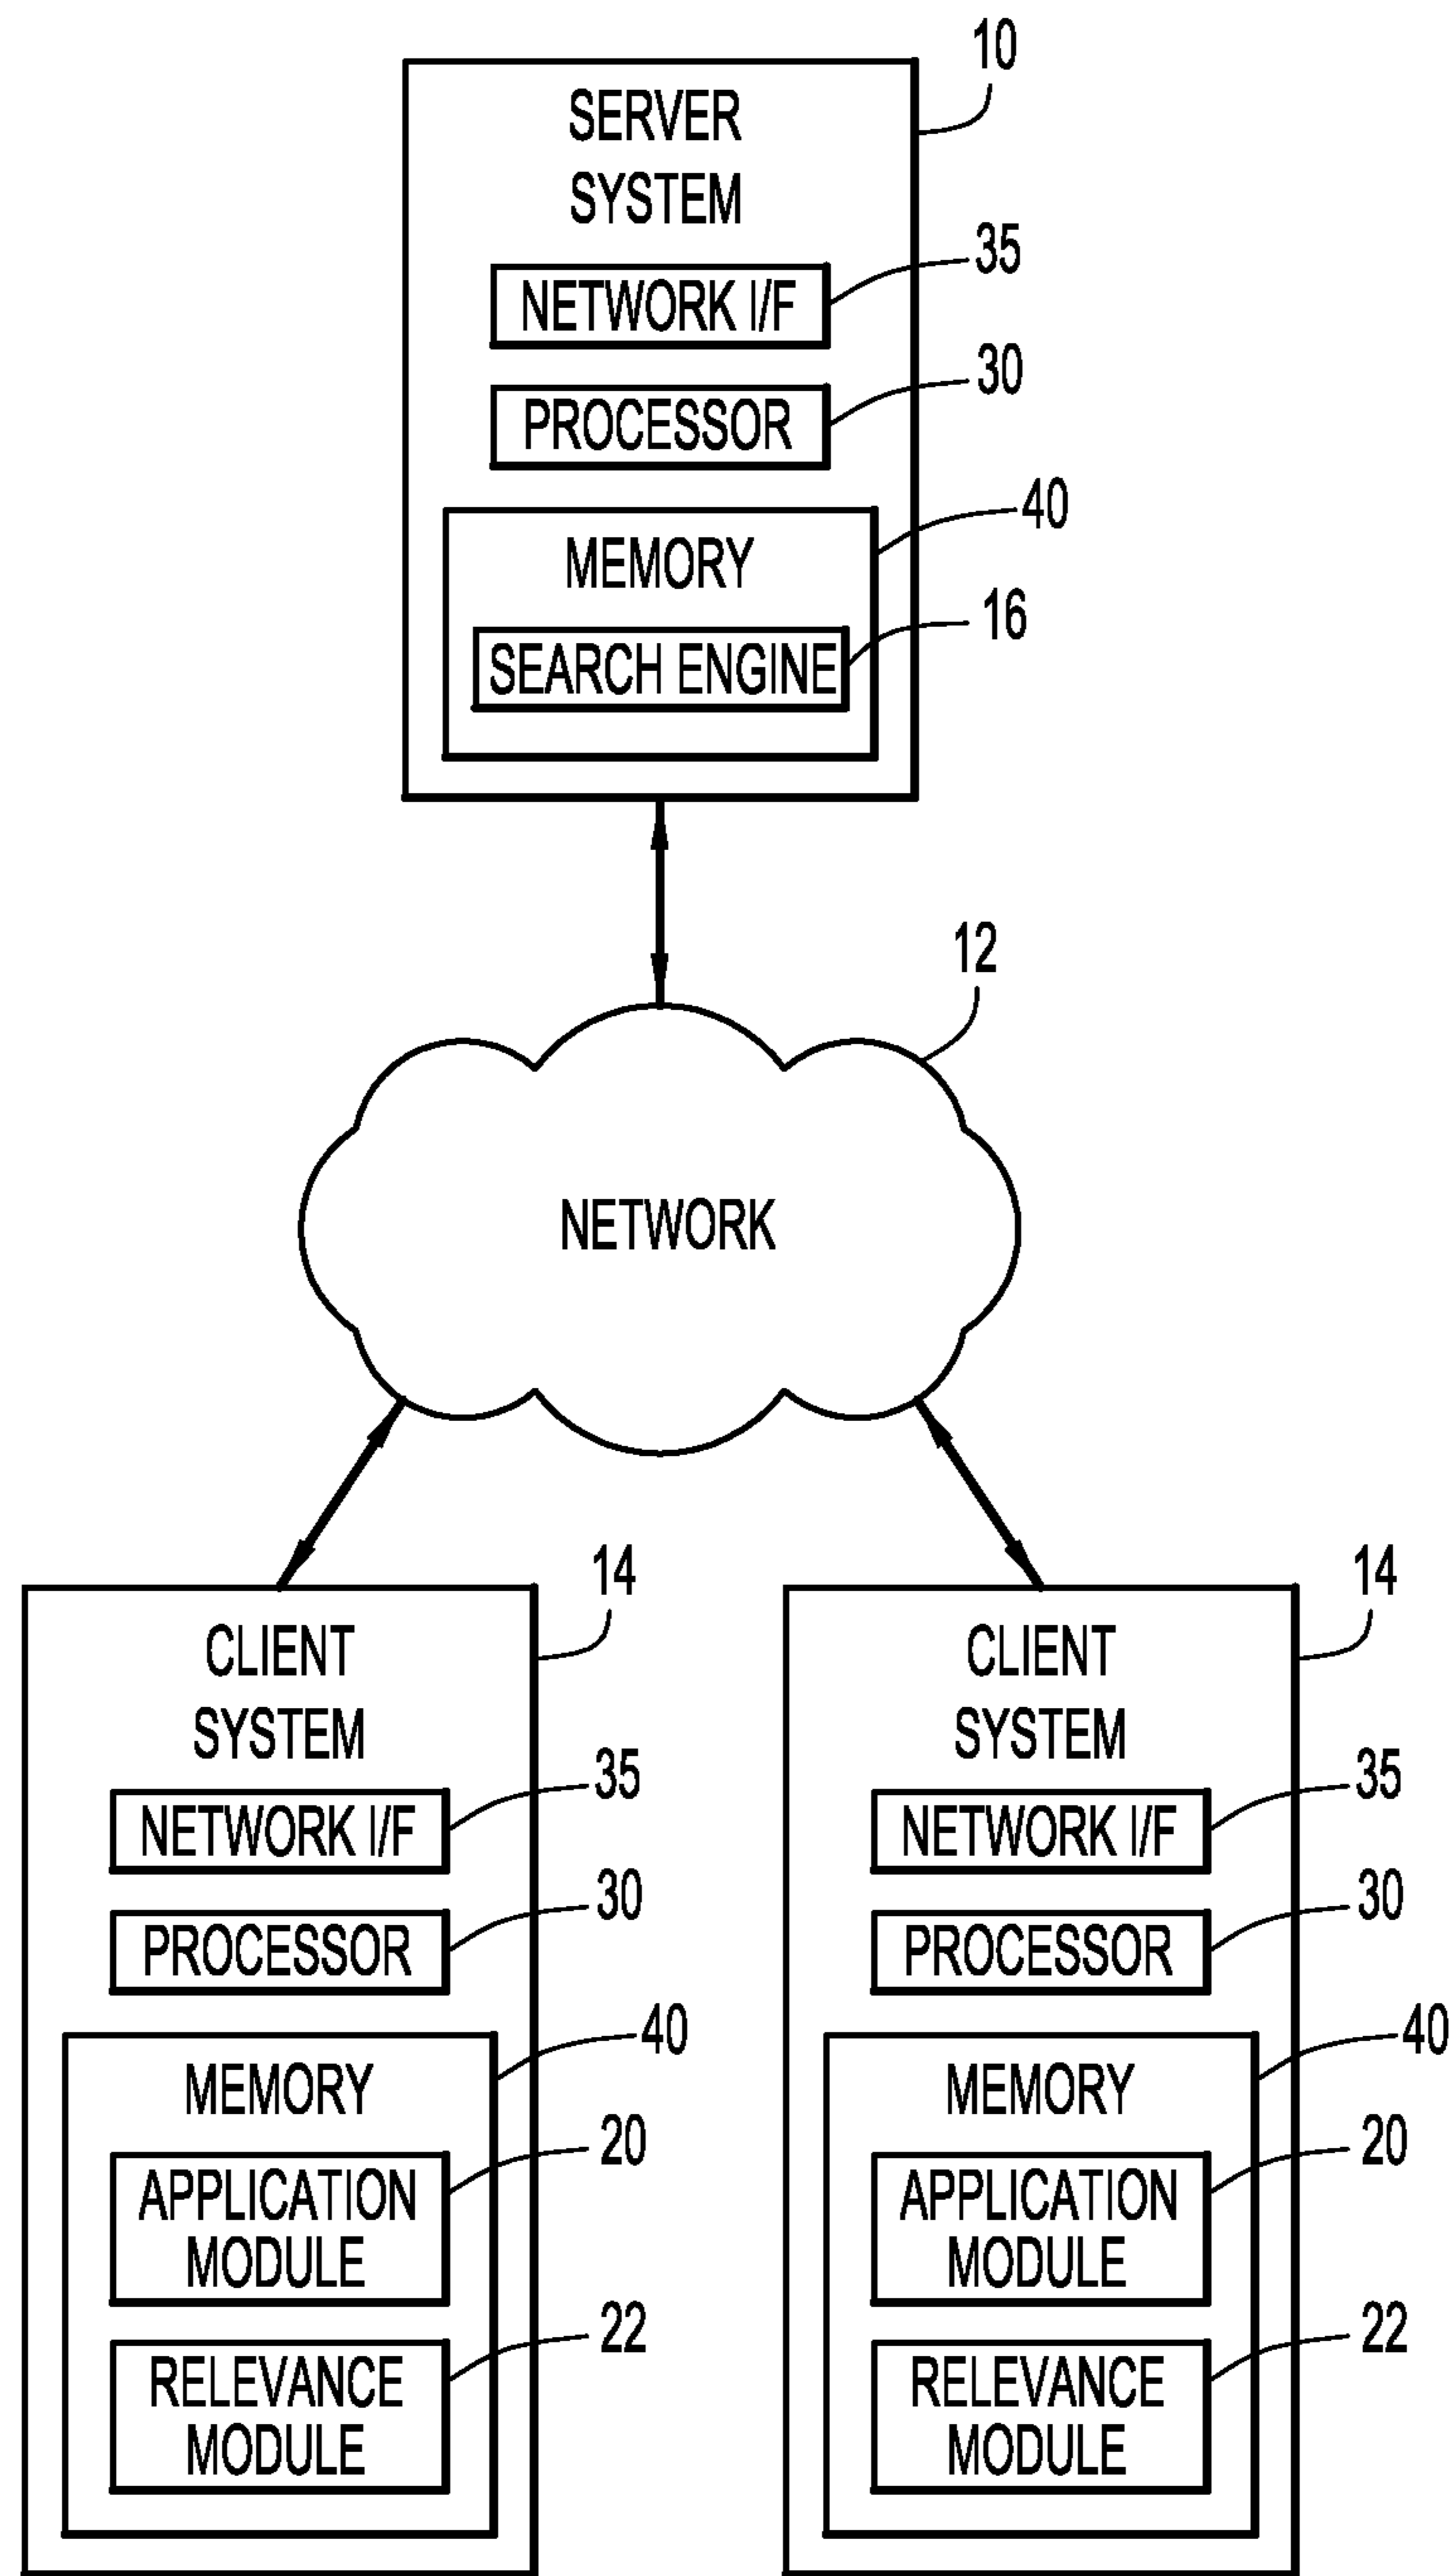 10
SERVER
SYSTEM
35
NETWORK I/F
30
PROCESSOR
40
MEMORY
16
SEARCH ENGINE
12
NETWORK
14
CLIENT
SYSTEM
35
NETWORK I/F
30
PROCESSOR
40
MEMORY
20
APPLICATION
MODULE
22
RELEVANCE
MODULE
14
CLIENT
SYSTEM
35
NETWORK I/F
30
PROCESSOR
40
MEMORY
20
APPLICATION
MODULE
22
RELEVANCE
MODULE